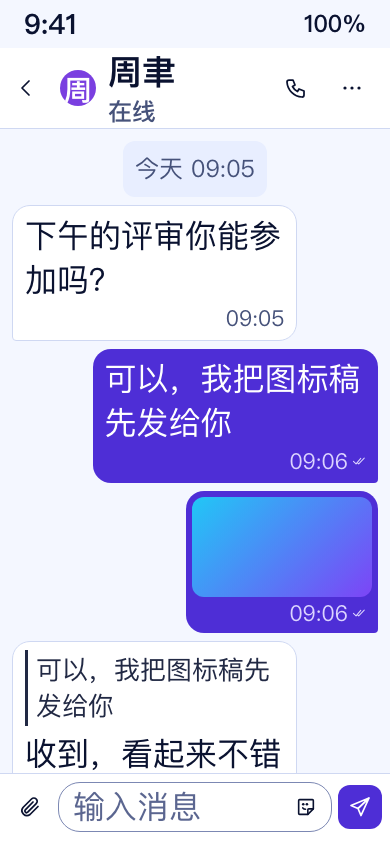 9:41
100%
周
周聿
在线
今天 09:05
下午的评审你能参
加吗?
09:05
可以，我把图标稿
先发给你
09:06
09:06
可以，我把图标稿先
发给你
收到，看起来不错
输入消息